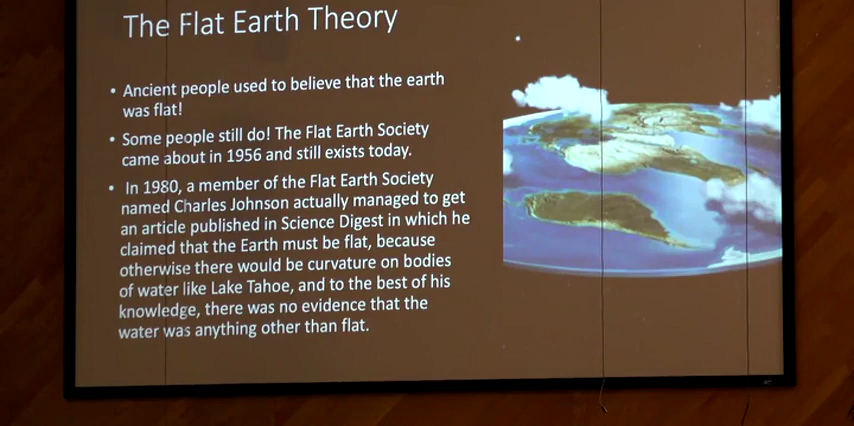 The Flat Earth Theory
• Ancient people used to believe that the earth
was flat!
• Some people still do! The Flat Earth Society
came about in 1956 and still exists today.
• In 1980, a member of the Flat Earth Society
named Charles Johnson actually managed to get
an article published in Science Digest in which he
claimed that the Earth must be flat, because
otherwise there would be curvature on bodies
of water like Lake Tahoe, and to the best of his
knowledge, there was no evidence that the
water was anything other than flat.